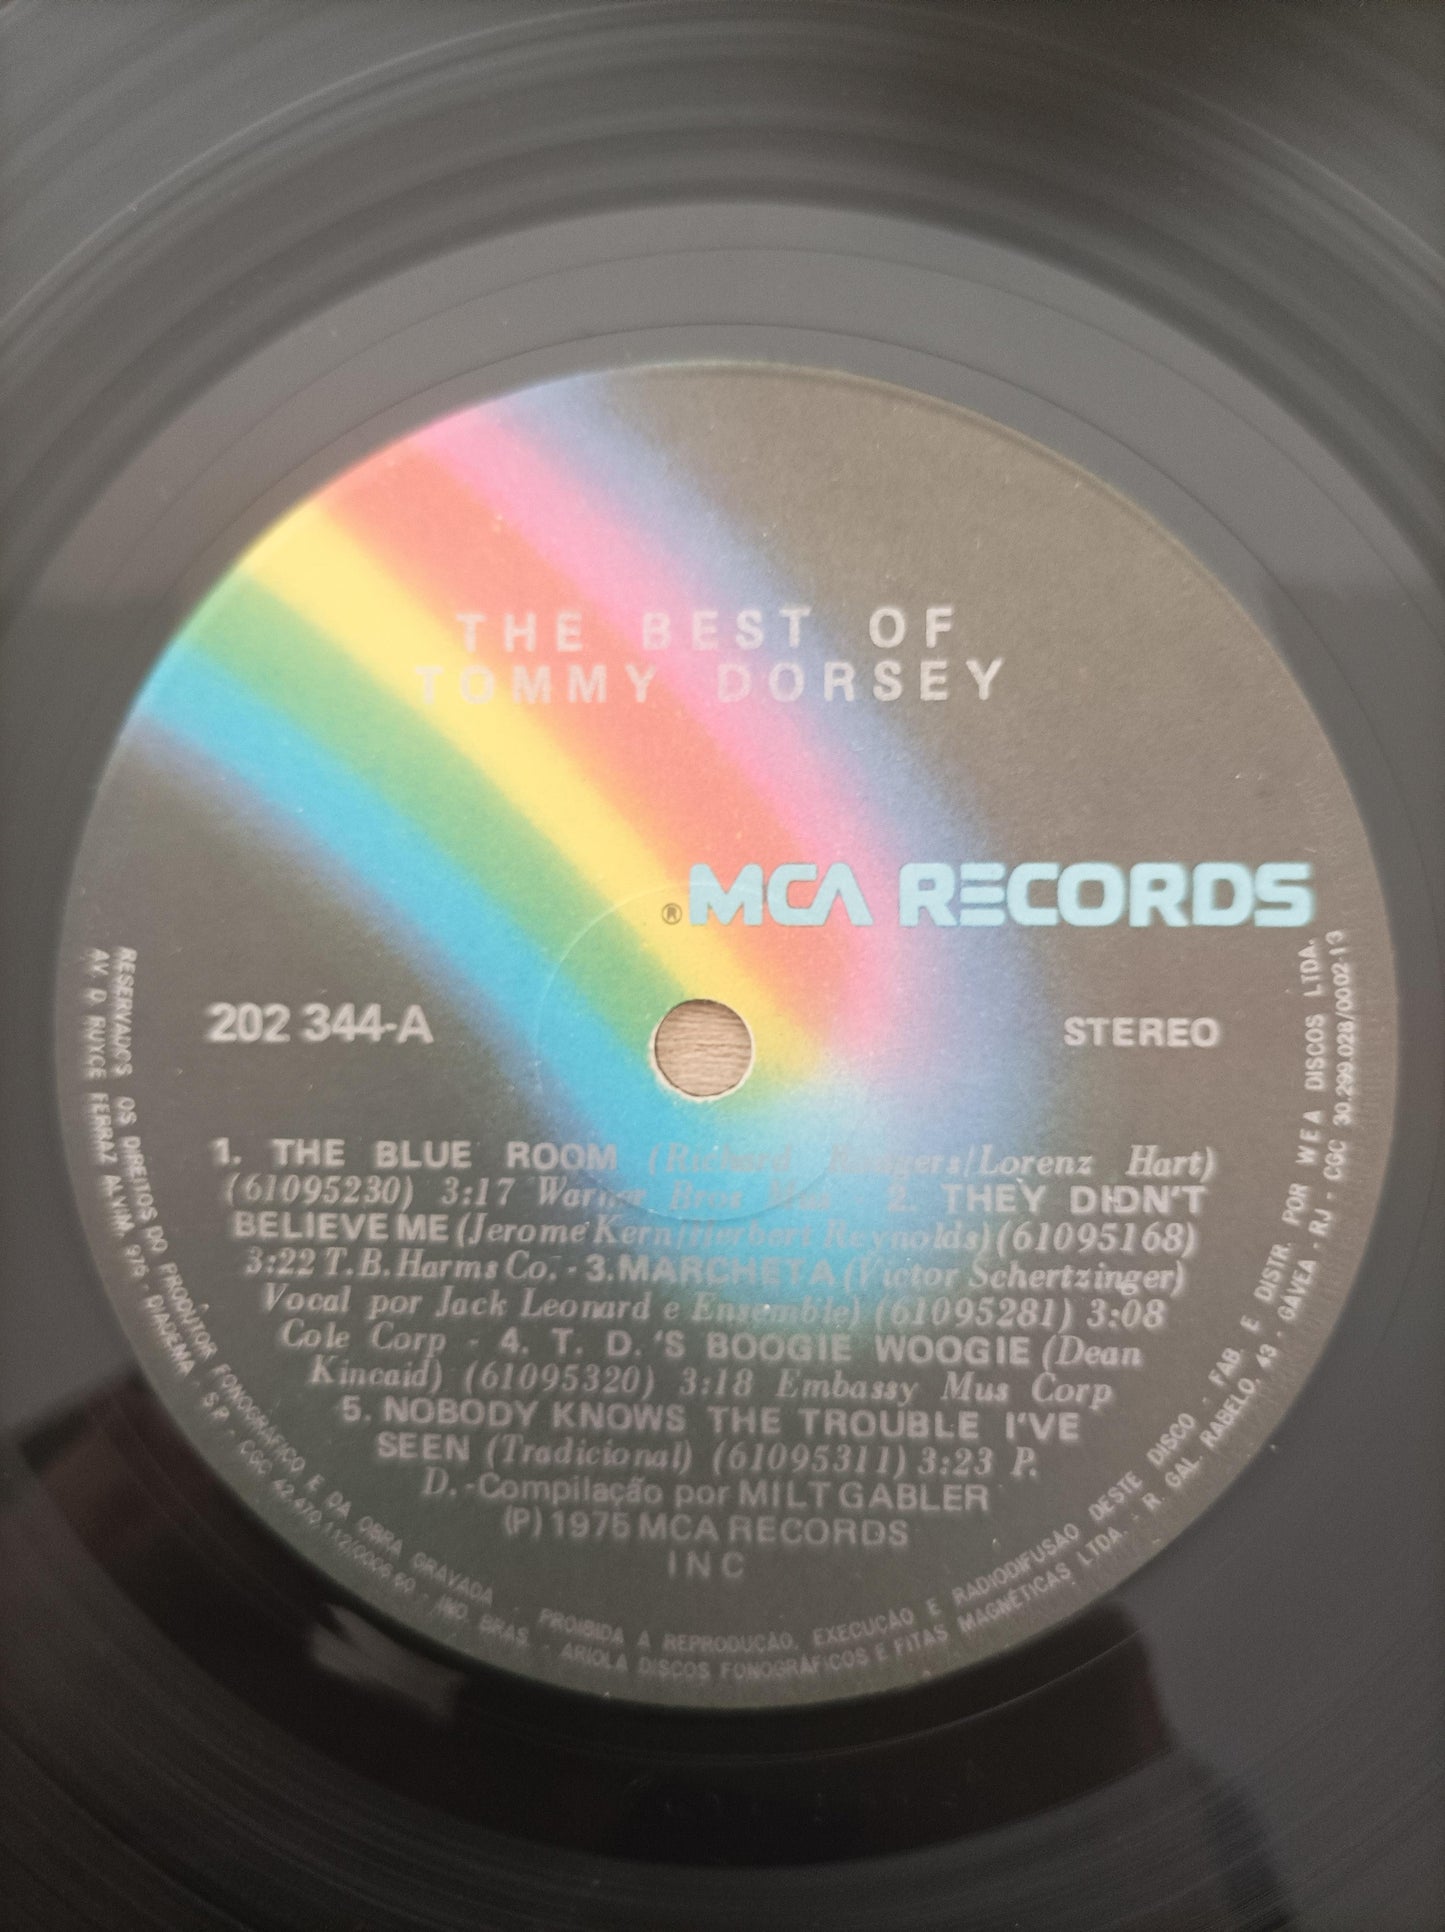 THE BEST OF
TOMMY DORSEY
® MCA RECORDS
202 344-A
STEREO
1. THE BLUE ROOM (Richard Rodgers/Lorenz Hart)
(61095230) 3:17 Warner Bros Mus 2. THEY DIDN'T
BELIEVE ME (Jerome Kern/Herbert Reynolds) (61095168)
3:22 T.B. Harms Co. - 3. MARCHETA (Victor Schertzinger)
Vocal por Jack Leonard e Ensemble) (61095281) 3:08
Cole Corp - 4. T. D.'S BOOGIE WOOGIE (Dean
Kincaid) (61095320) 3:18 Embassy Mus Corp
5. NOBODY KNOWS THE TROUBLE I'VE
SEEN (Tradicional) (61095311) 3:23 P.
D. - Compilação por MILT GABLER
(P) 1975 MCA RECORDS
INC
RESERVADOS OS DIREITOS DO PRODUTOR FONOGRÁFICO E DA OBRA GRAVADA - PROIBIDA A REPRODUÇÃO, EXECUÇÃO E RADIODIFUSÃO DESTE DISCO - FAB. E DISTR. POR WEA DISCOS LTDA.
AV. D. RUYCE FERRAZ ALVIM, 975 - DIADEMA - S.P. - CGC 42.470.112/0006.60 - IND. BRAS. - ARIOLA DISCOS FONOGRÁFICOS E FITAS MAGNÉTICAS LTDA. - R. GAL. RABELO, 43 - GÁVEA - RJ - CGC 30.299.028/0002-13